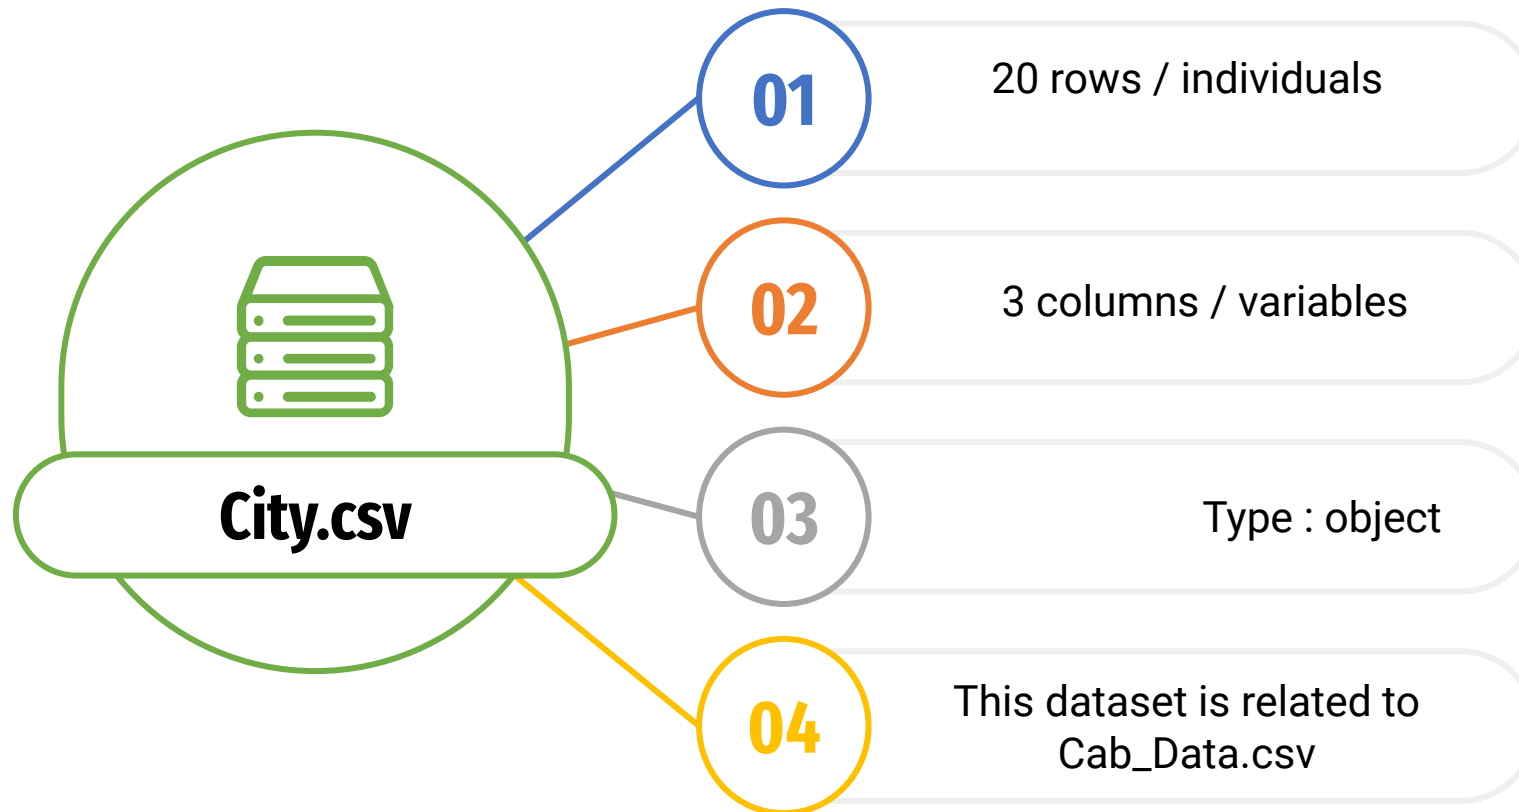 City.csv
01
20 rows / individuals
02
3 columns / variables
03
Type : object
04
This dataset is related to
Cab_Data.csv